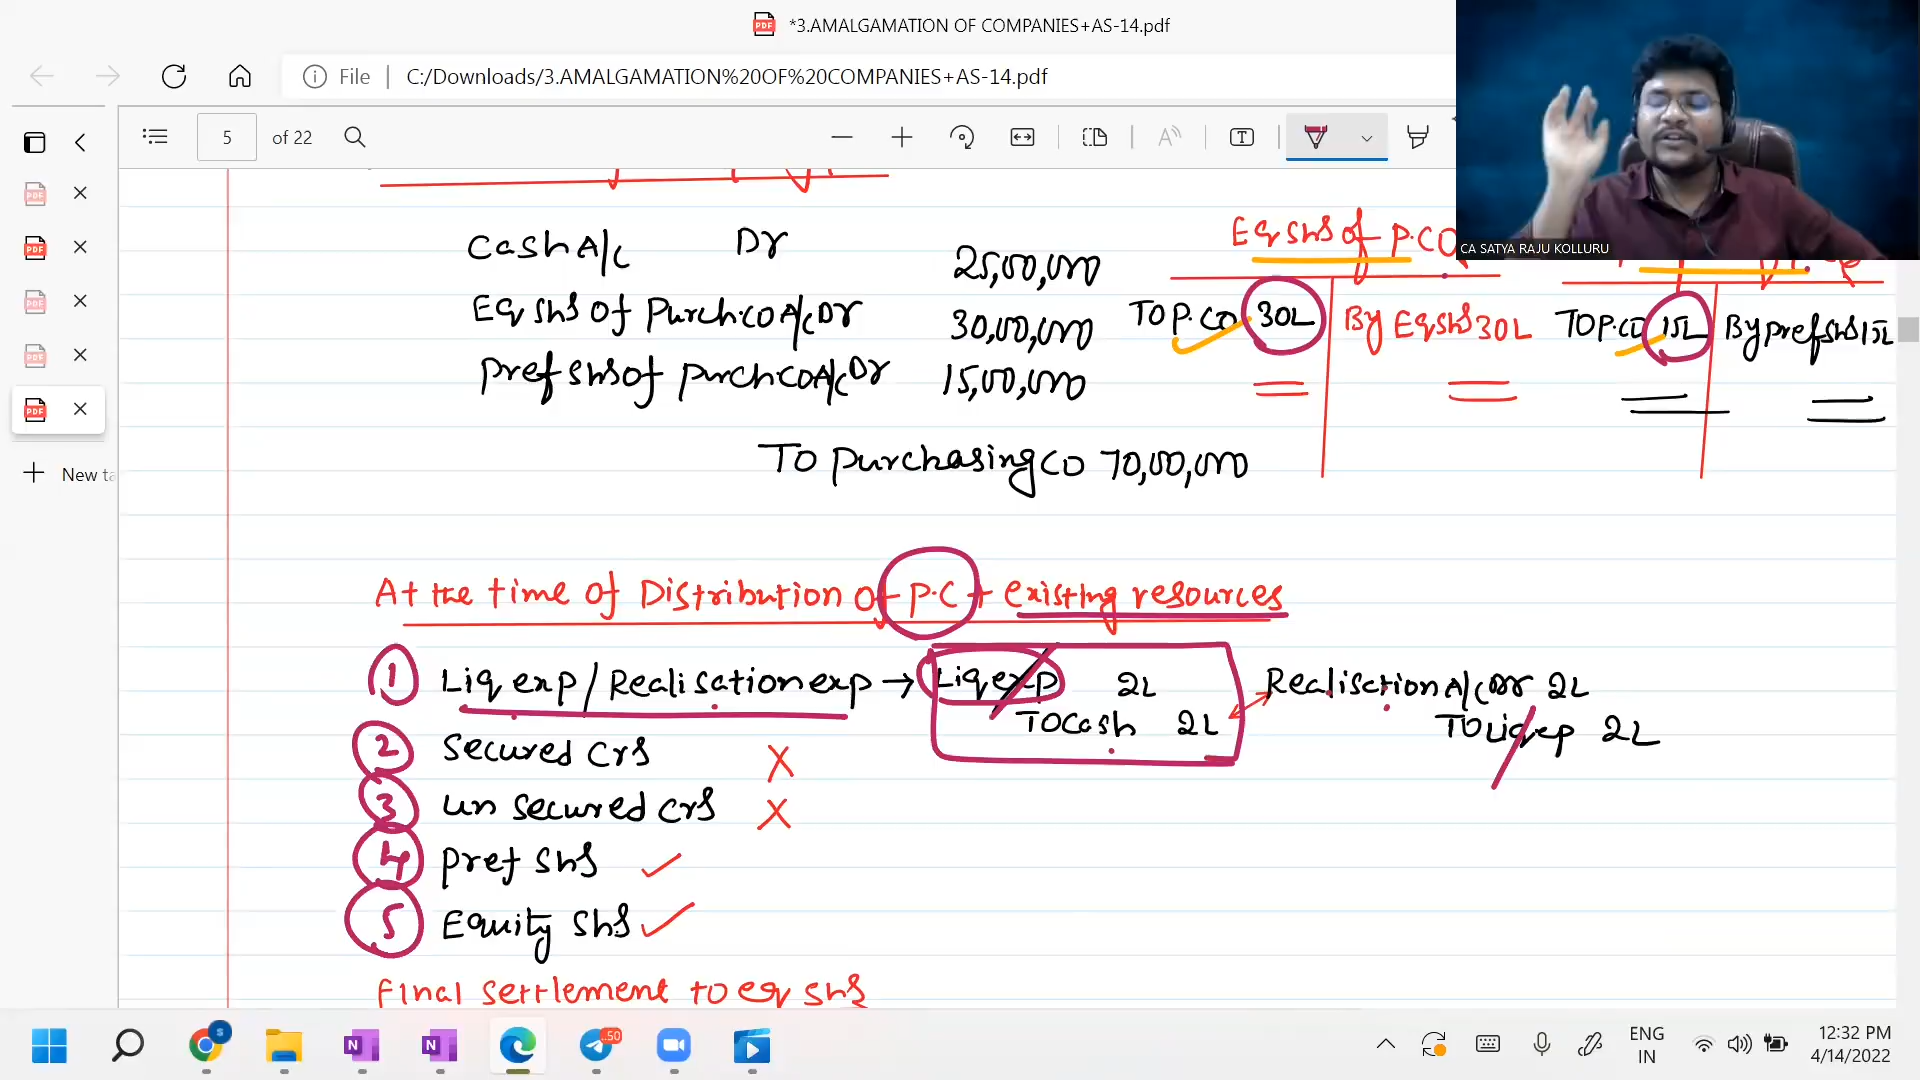 *3.AMALGAMATION OF COMPANIES+AS-14.pdf
File | C:/Downloads/3.AMALGAMATION%20OF%20COMPANIES+AS-14.pdf
5 of 22
CA SATYA RAJU KOLLURU
New ta
Cash A/c Dr 25,00,000
Eq shs of Purch.co A/c Dr 30,00,000
Pref shs of purch co A/c Dr 15,00,000
To purchasing co 70,00,000
Eq shs of P.CO
To P.CO 30L By Eq shs 30L
To P.CO 15L By pref shs 15L
At the time of Distribution of P.C + existing resources
1 Liq exp / Realisation exp → Liq exp 2L Realisation A/c Dr 2L
To Cash 2L To Liq exp 2L
2 Secured Crs X
3 un secured Crs X
4 pref shs ✓
5 Equity shs ✓
Final settlement to eq shs
50
ENG
IN
12:32 PM
4/14/2022